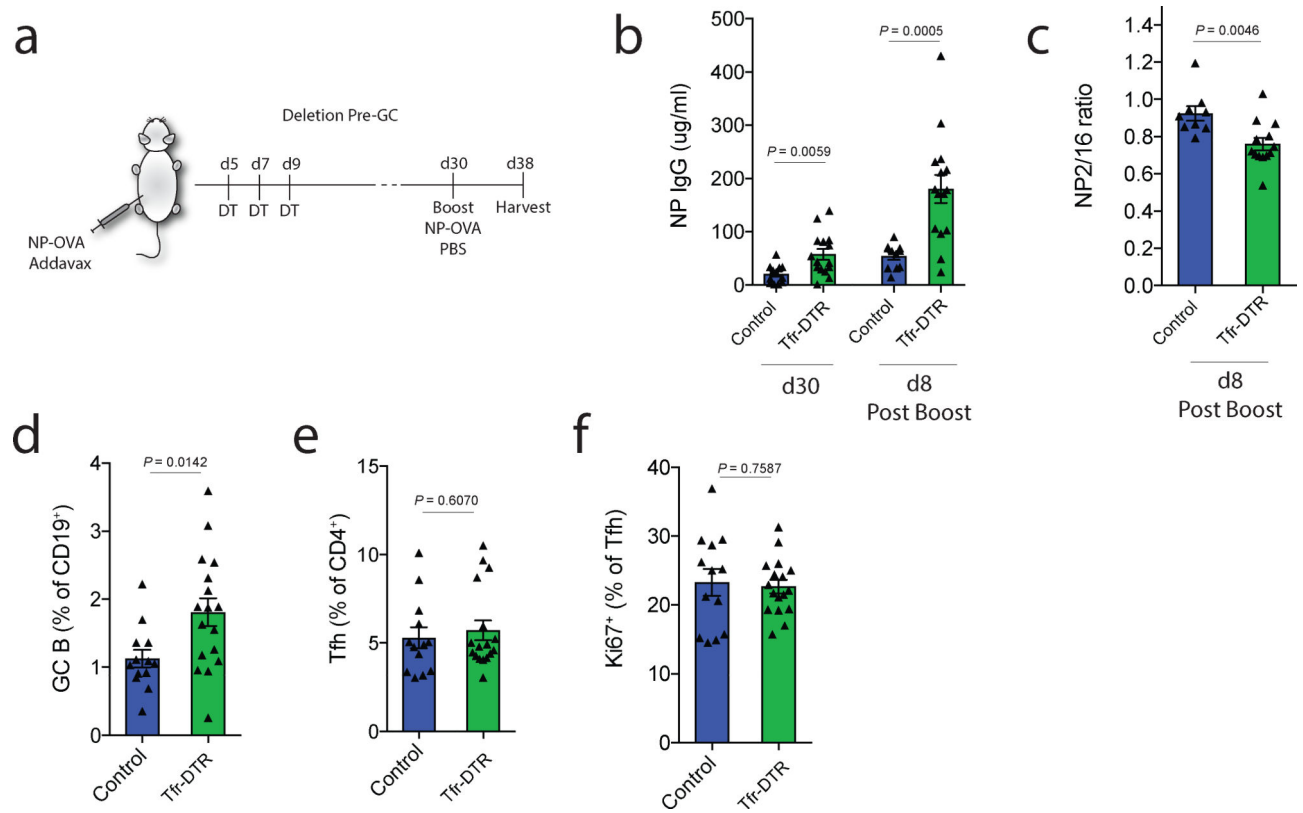 a
Deletion Pre-GC
d5 d7 d9 d30 d38
DT DT DT Boost Harvest
NP-OVA
PBS
NP-OVA
Addavax
b
NP IgG (ug/ml)
500
400
300
200
100
0
P = 0.0005
P = 0.0059
Control Tfr-DTR Control Tfr-DTR
d30 d8
Post Boost
c
NP2/16 ratio
1.4
1.2
1.0
0.8
0.6
0.4
0.2
0.0
P = 0.0046
Control Tfr-DTR
d8
Post Boost
d
GC B (% of CD19+)
4
3
2
1
0
P = 0.0142
Control Tfr-DTR
e
Tfh (% of CD4+)
15
10
5
0
P = 0.6070
Control Tfr-DTR
f
Ki67+ (% of Tfh)
40
30
20
10
0
P = 0.7587
Control Tfr-DTR